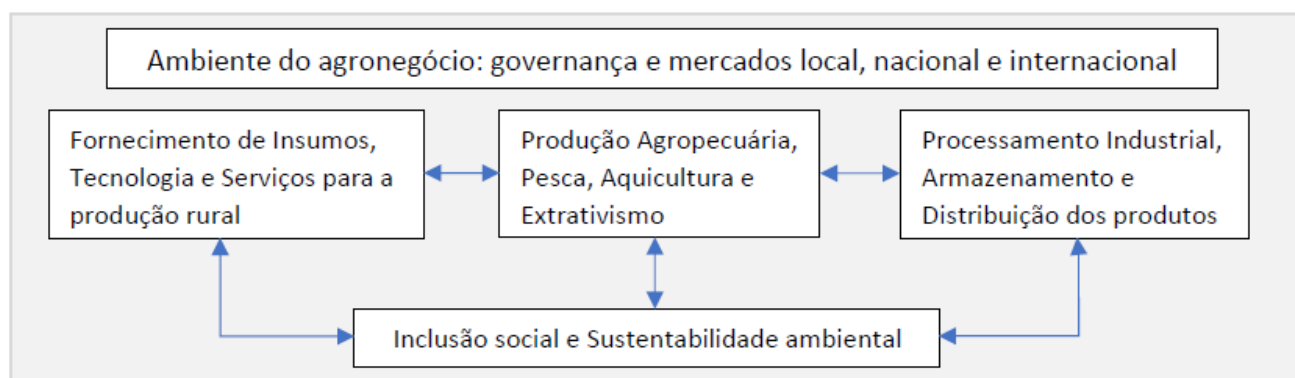 Ambiente do agronegócio: governança e mercados local, nacional e internacional
Fornecimento de Insumos,
Tecnologia e Serviços para a
produção rural
Produção Agropecuária,
Pesca, Aquicultura e
Extrativismo
Processamento Industrial,
Armazenamento e
Distribuição dos produtos
Inclusão social e Sustentabilidade ambiental